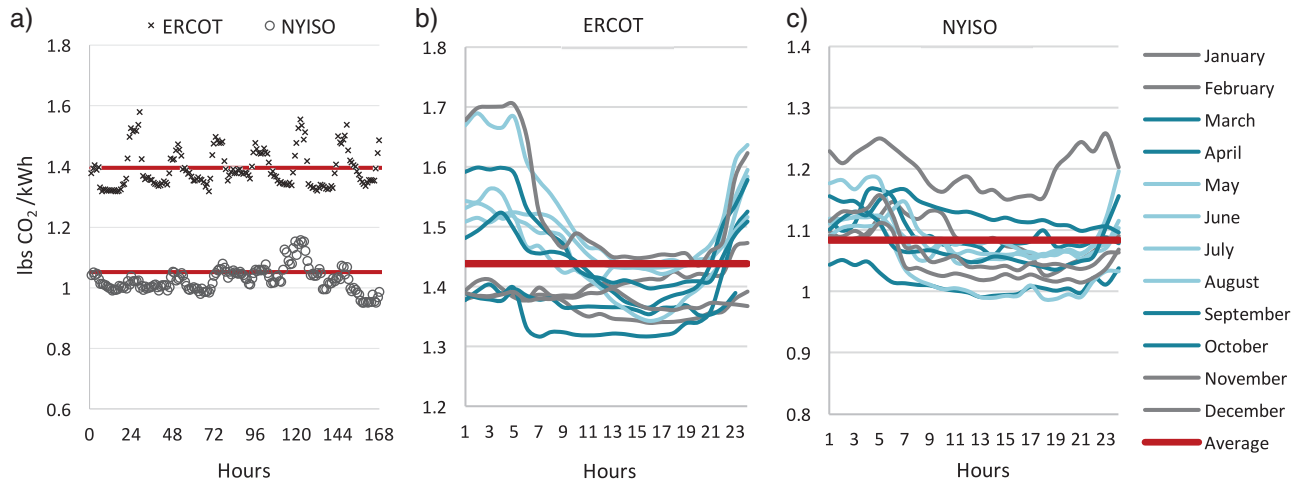 a)
× ERCOT ○ NYISO
lbs CO₂ /kWh
1.8
1.6
1.4
1.2
1
0.8
0.6
0 24 48 72 96 120 144 168
Hours
b)
ERCOT
1.8
1.7
1.6
1.5
1.4
1.3
1.2
1 3 5 7 9 11 13 15 17 19 21 23
Hours
c)
NYISO
1.4
1.3
1.2
1.1
1
0.9
0.8
1 3 5 7 9 11 13 15 17 19 21 23
Hours
January
February
March
April
May
June
July
August
September
October
November
December
Average